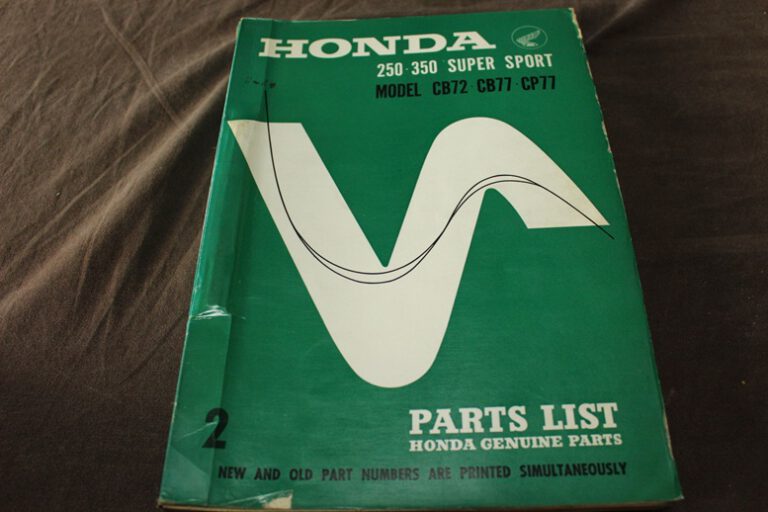 HONDA
250·350 SUPER SPORT
MODEL CB72·CB77·CP77
PARTS LIST
HONDA GENUINE PARTS
2
NEW AND OLD PART NUMBERS ARE PRINTED SIMULTANEOUSLY